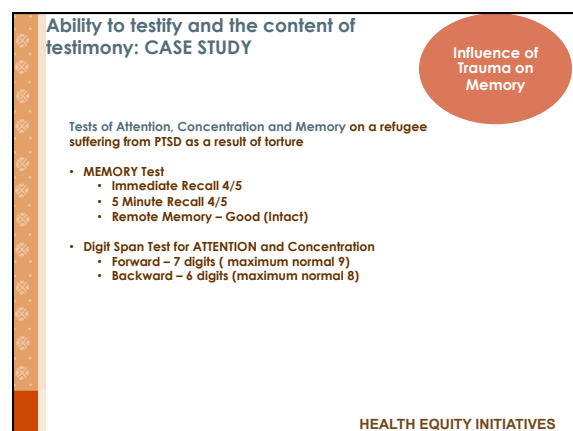 Ability to testify and the content of
testimony: CASE STUDY
Influence of
Trauma on
Memory
Tests of Attention, Concentration and Memory on a refugee
suffering from PTSD as a result of torture
• MEMORY Test
• Immediate Recall 4/5
• 5 Minute Recall 4/5
• Remote Memory – Good (Intact)
• Digit Span Test for ATTENTION and Concentration
• Forward – 7 digits ( maximum normal 9)
• Backward – 6 digits (maximum normal 8)
HEALTH EQUITY INITIATIVES